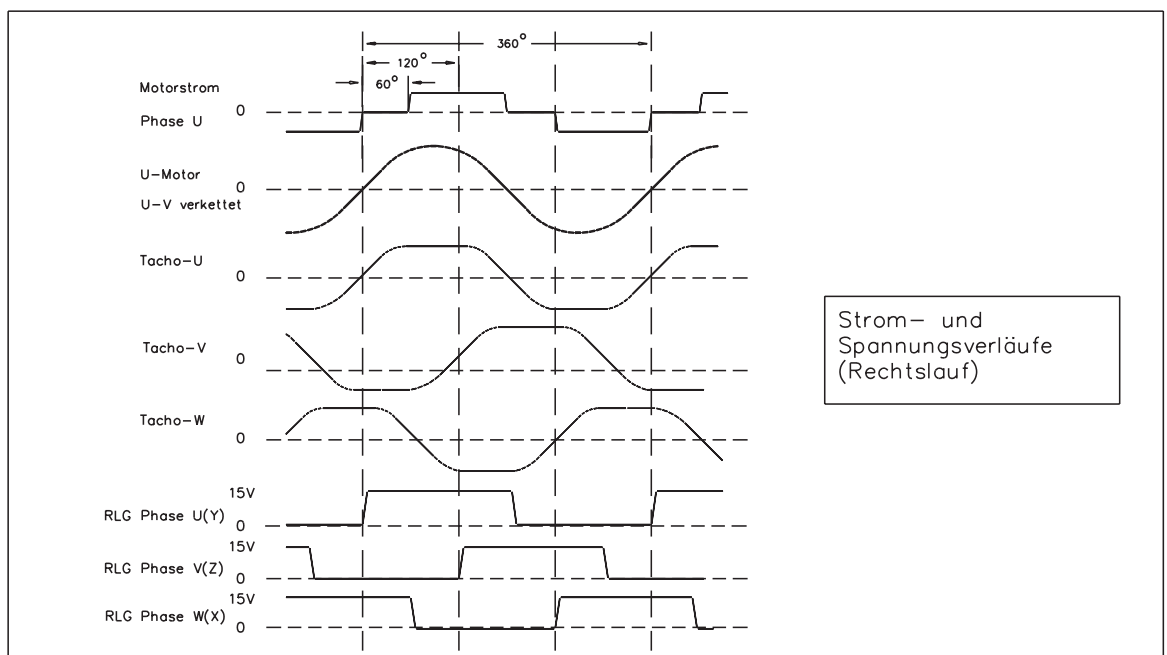 360°
120°
60°
Motorstrom
0
Phase U
U-Motor
0
U-V verkettet
Tacho-U
0
Tacho-V
0
Tacho-W
0
15V
RLG Phase U(Y)
0
15V
RLG Phase V(Z)
0
15V
RLG Phase W(X)
0
Strom- und
Spannungsverläufe
(Rechtslauf)